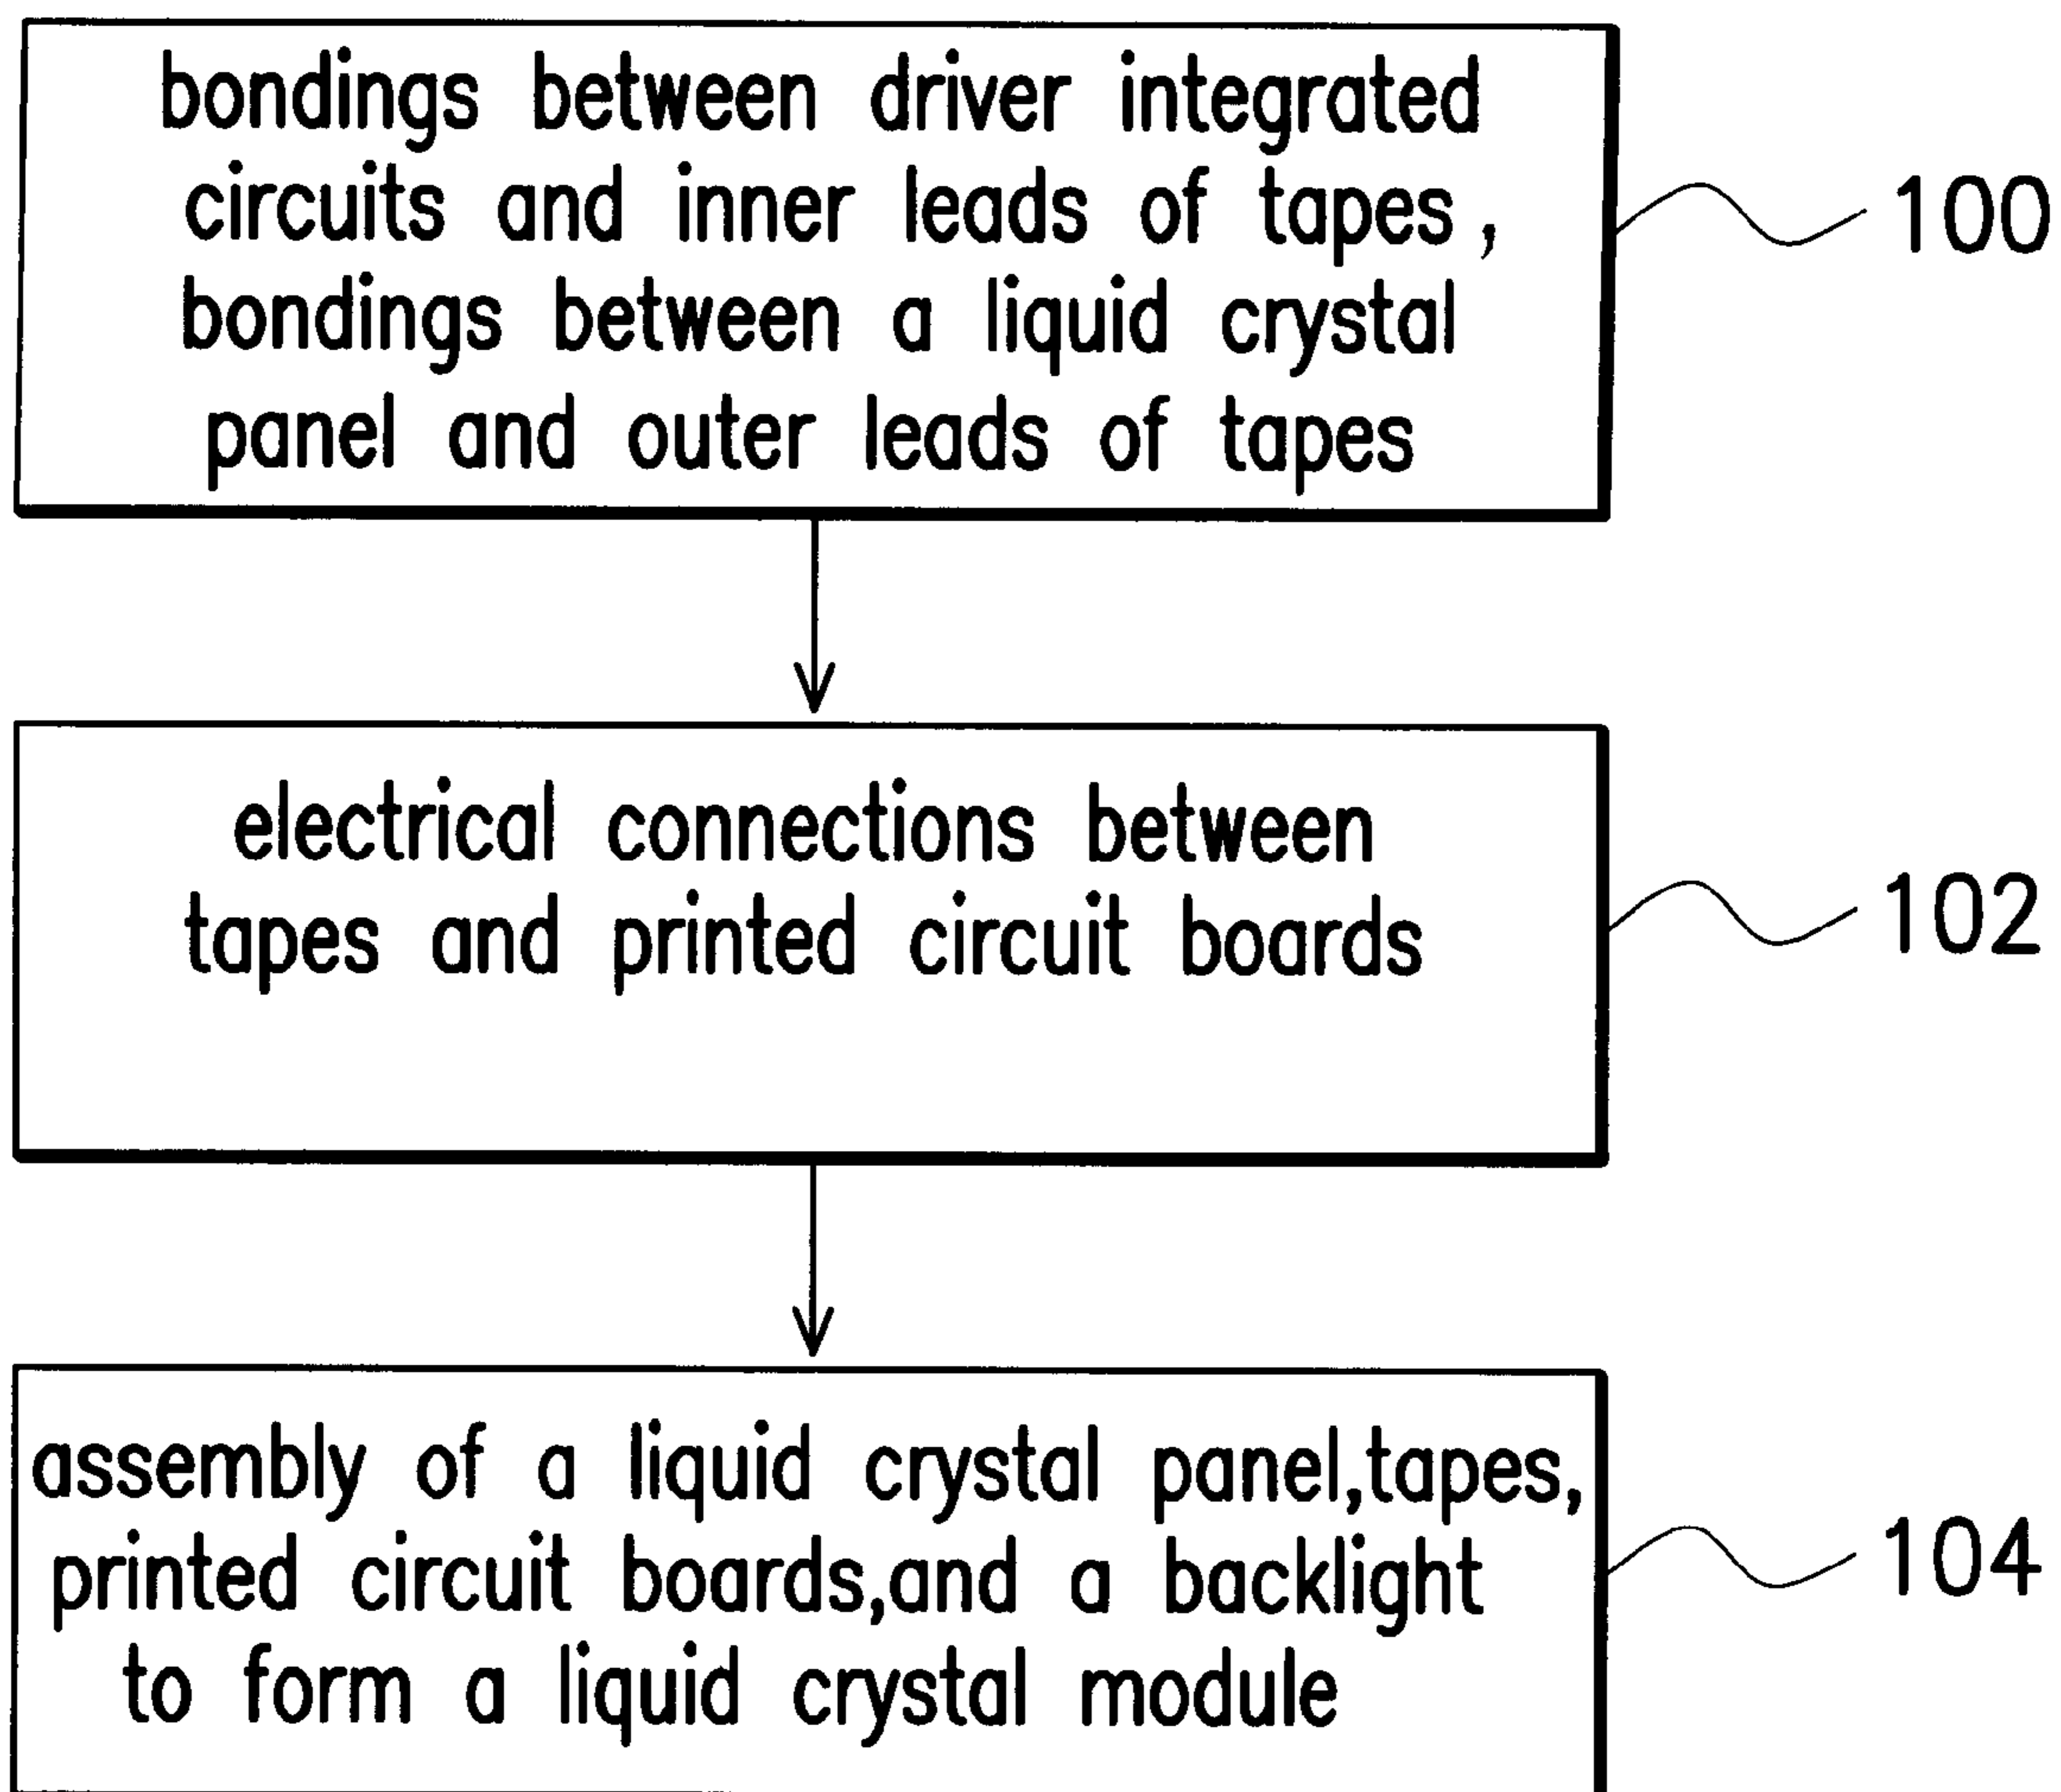 bondings between driver integrated
circuits and inner leads of tapes,
bondings between a liquid crystal
panel and outer leads of tapes
100
electrical connections between
tapes and printed circuit boards
102
assembly of a liquid crystal panel,tapes,
printed circuit boards,and a backlight
to form a liquid crystal module
104